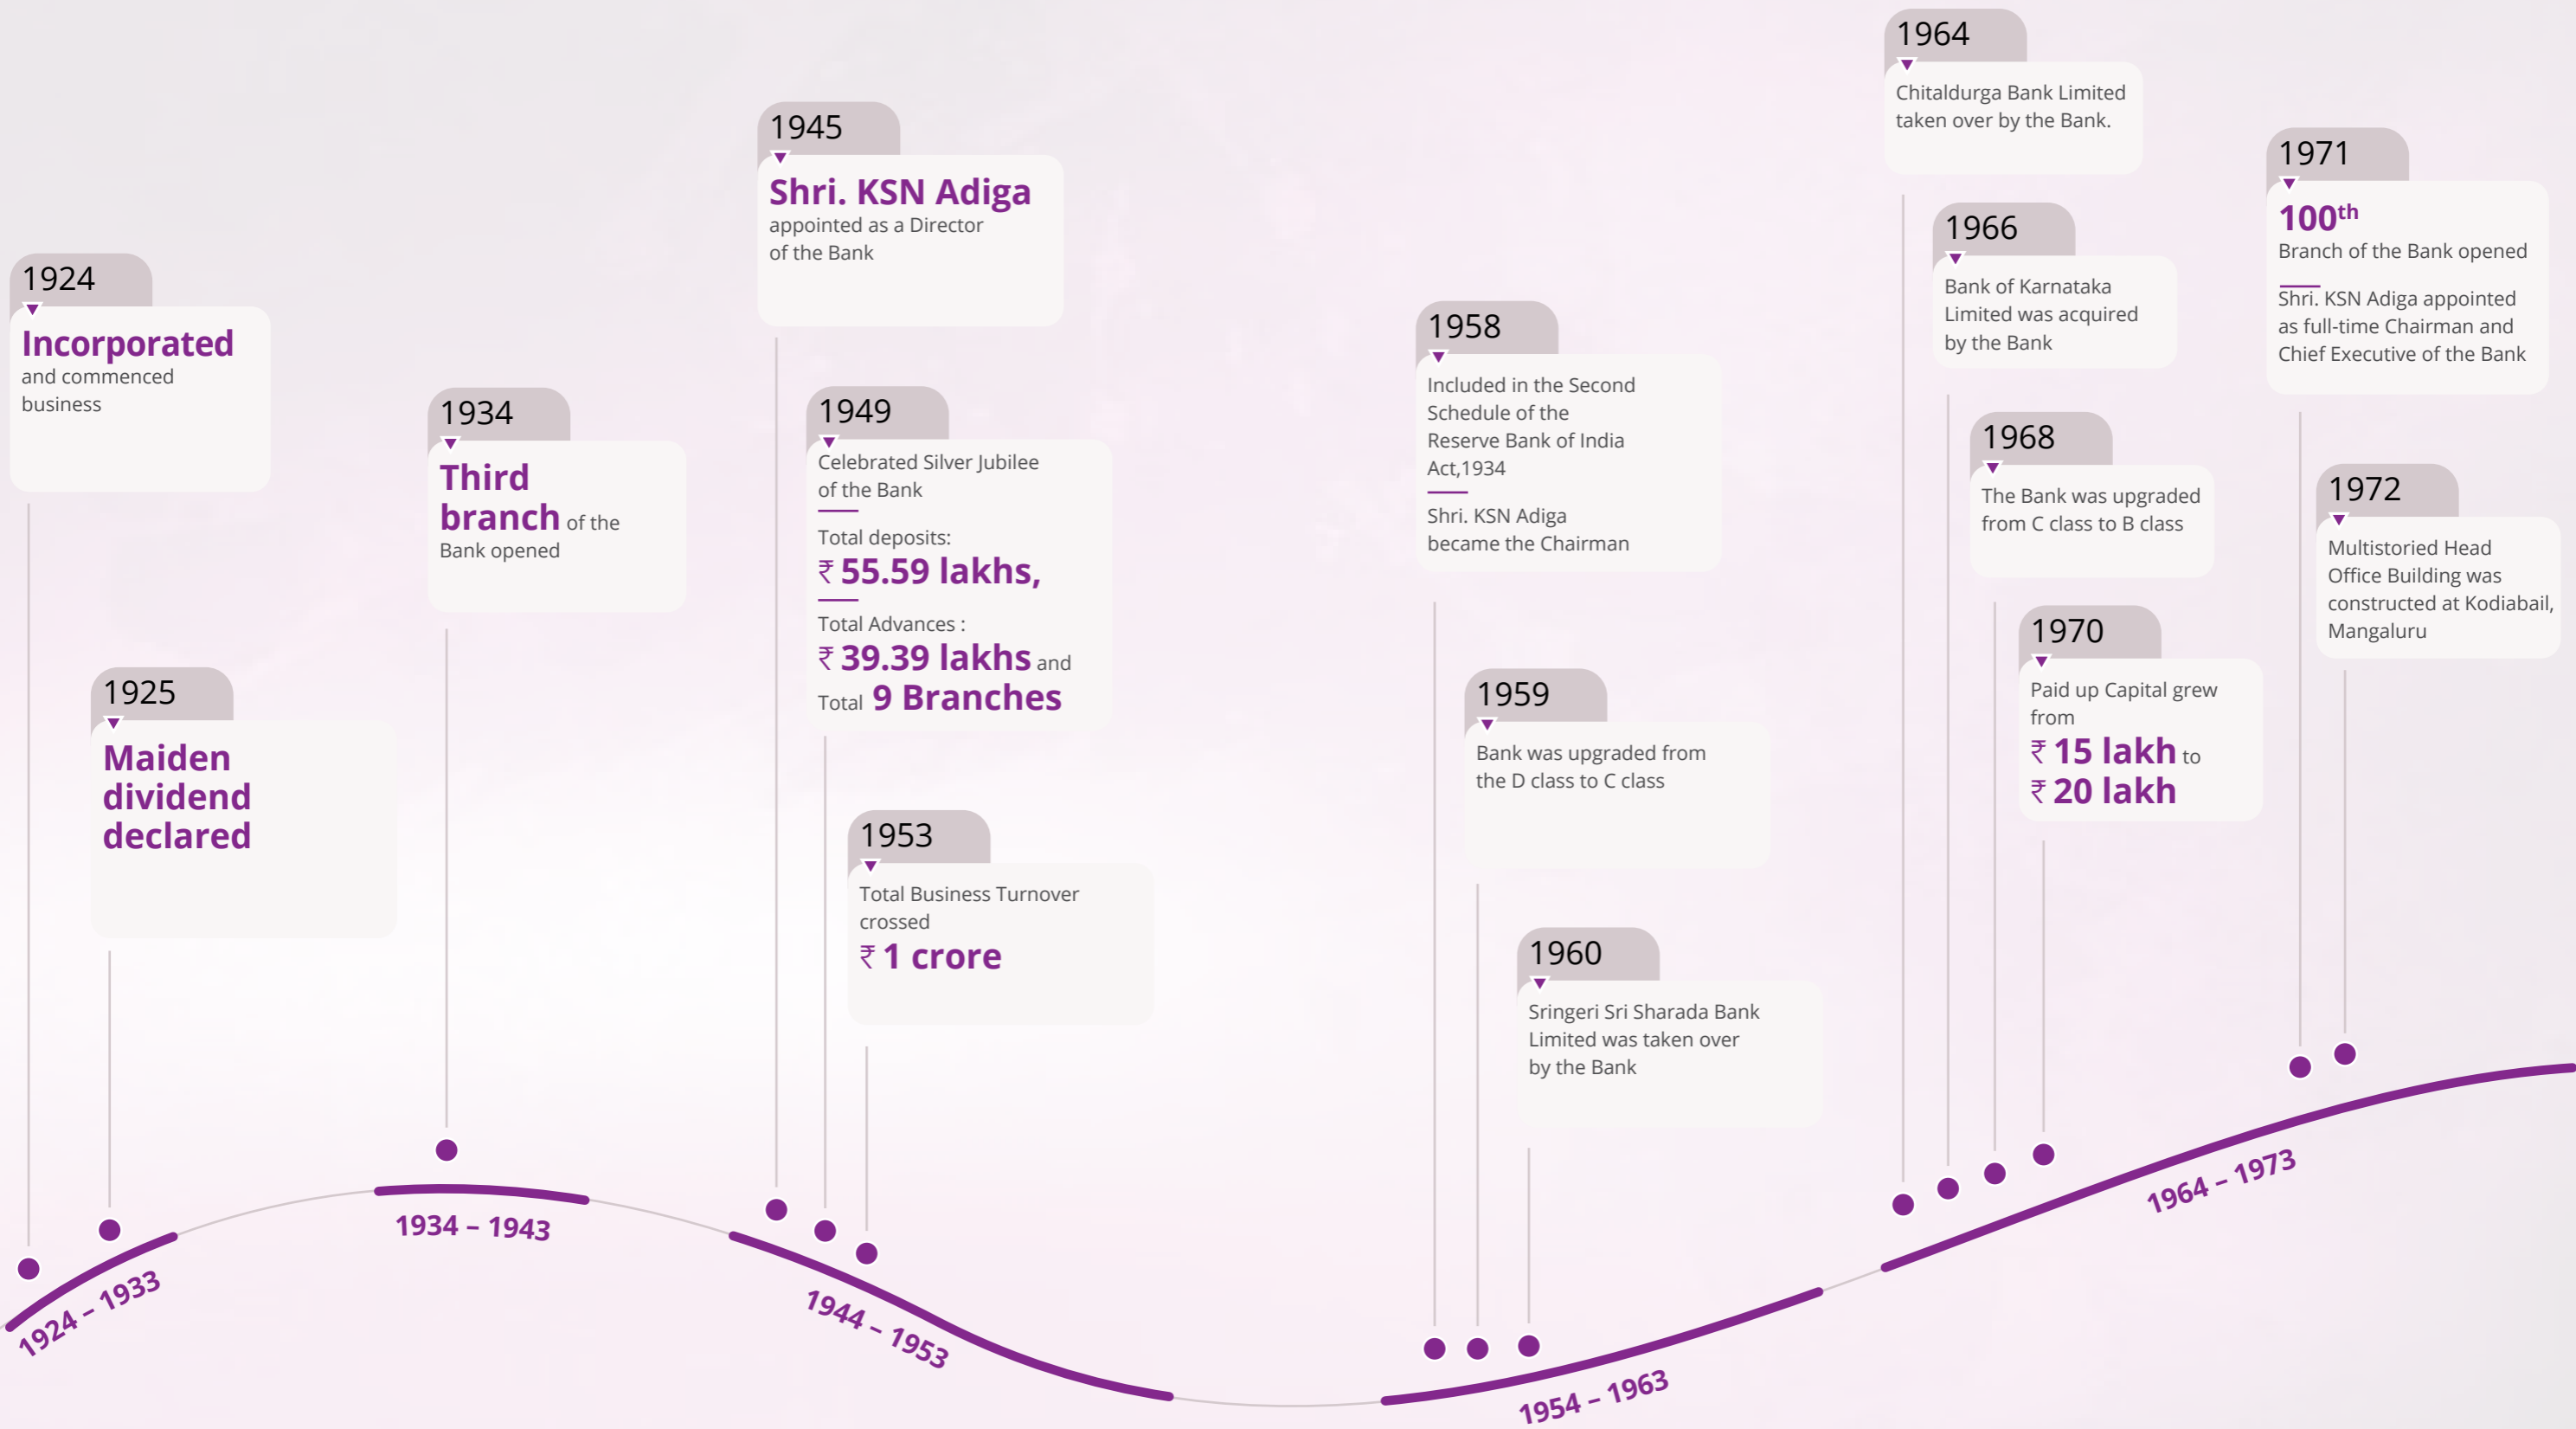 1924
Incorporated
and commenced
business
1925
Maiden
dividend
declared
1924 – 1933
1934
Third
branch of the
Bank opened
1934 – 1943
1945
Shri. KSN Adiga
appointed as a Director
of the Bank
1949
Celebrated Silver Jubilee
of the Bank
Total deposits:
₹ 55.59 lakhs,
Total Advances :
₹ 39.39 lakhs and
Total 9 Branches
1953
Total Business Turnover
crossed
₹ 1 crore
1944 – 1953
1958
Included in the Second
Schedule of the
Reserve Bank of India
Act,1934
Shri. KSN Adiga
became the Chairman
1959
Bank was upgraded from
the D class to C class
1960
Sringeri Sri Sharada Bank
Limited was taken over
by the Bank
1954 – 1963
1964
Chitaldurga Bank Limited
taken over by the Bank.
1966
Bank of Karnataka
Limited was acquired
by the Bank
1968
The Bank was upgraded
from C class to B class
1970
Paid up Capital grew
from
₹ 15 lakh to
₹ 20 lakh
1971
100th
Branch of the Bank opened
Shri. KSN Adiga appointed
as full-time Chairman and
Chief Executive of the Bank
1972
Multistoried Head
Office Building was
constructed at Kodiabail,
Mangaluru
1964 – 1973